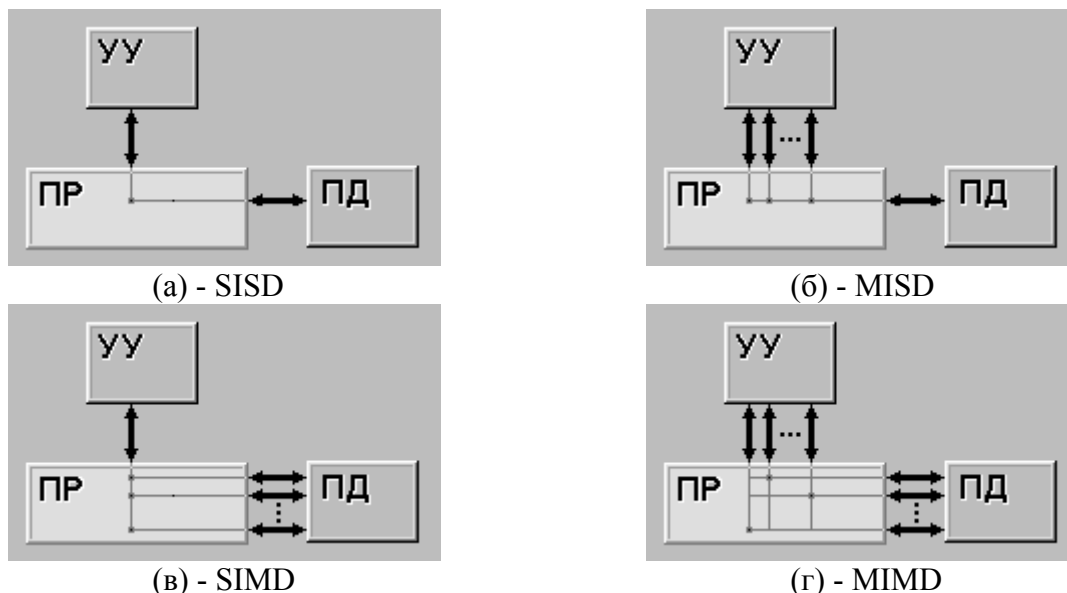 УУ
УУ
...
ПР
ПД
ПР
ПД
(а) - SISD
(б) - MISD
УУ
УУ
...
ПР
ПД
ПР
ПД
(в) - SIMD
(г) - MIMD